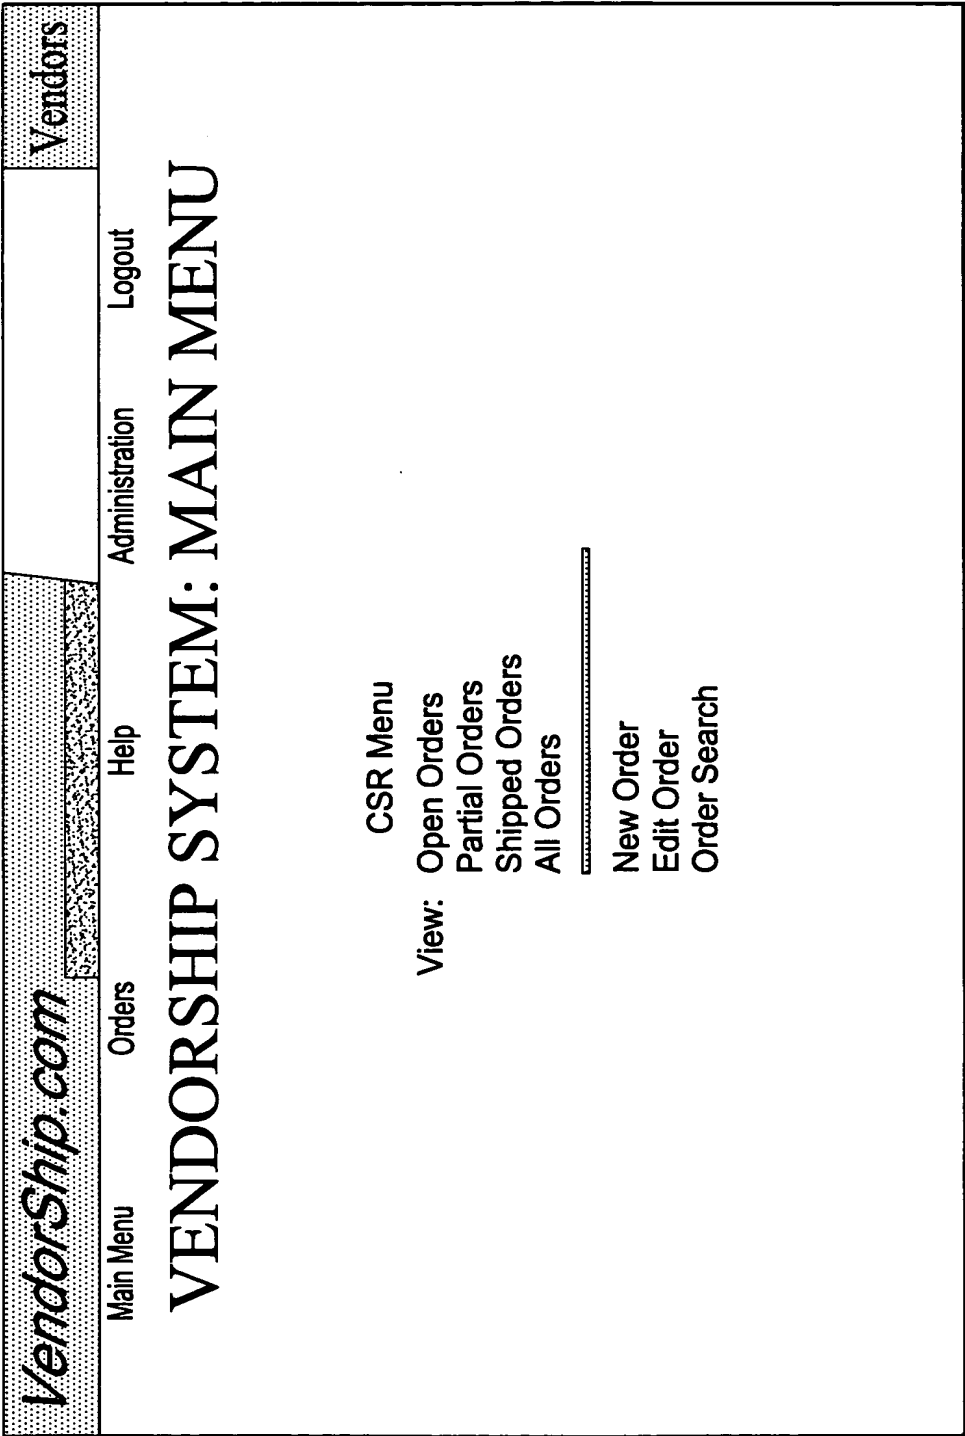 VendorShip.com Vendors
Main Menu Orders Help Administration Logout
VENDORSHIP SYSTEM: MAIN MENU
CSR Menu
View: Open Orders
Partial Orders
Shipped Orders
All Orders
New Order
Edit Order
Order Search